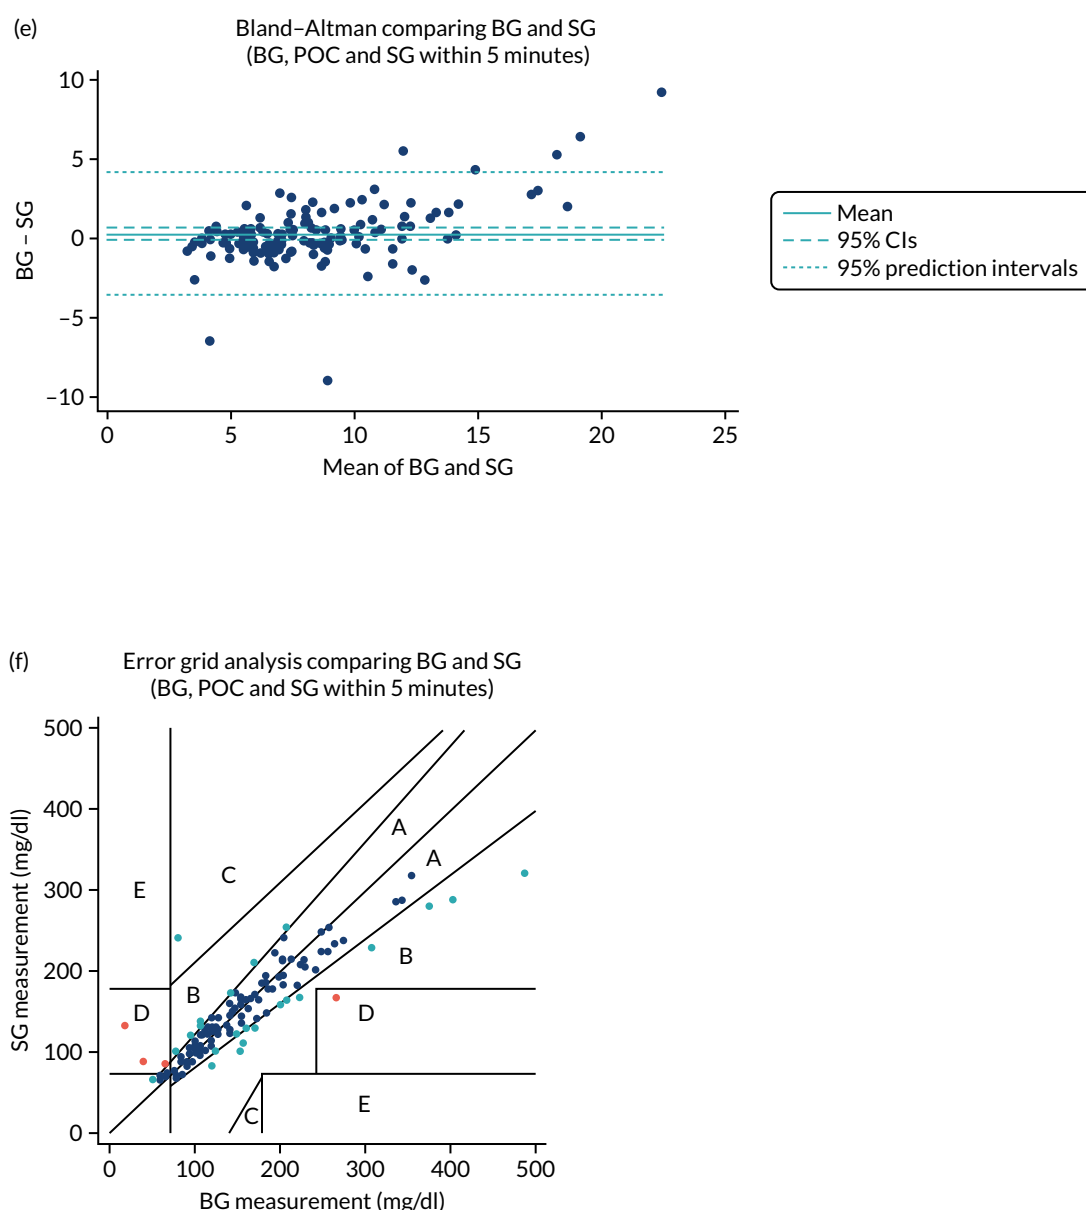 (e)
Bland–Altman comparing BG and SG
(BG, POC and SG within 5 minutes)
10
5
0
–5
–10
BG – SG
0 5 10 15 20 25
Mean of BG and SG
Mean
95% CIs
95% prediction intervals
(f)
Error grid analysis comparing BG and SG
(BG, POC and SG within 5 minutes)
500
400
300
200
100
0
SG measurement (mg/dl)
A
A
C
E
B
B
D
D
E
C
0 100 200 300 400 500
BG measurement (mg/dl)